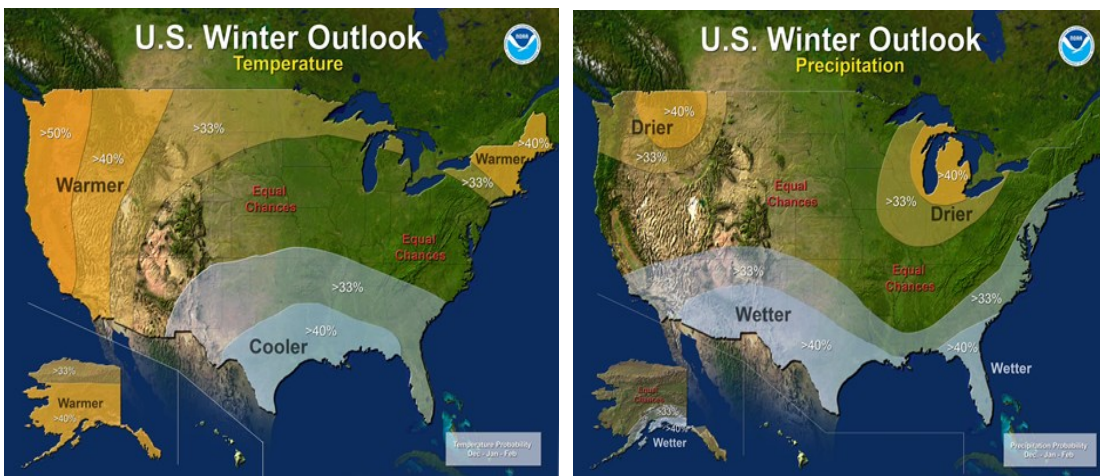 U.S. Winter Outlook
Temperature
NOAA
>50%
>40%
>33%
Warmer
>40%
Warmer
>33%
Equal
Chances
Equal
Chances
>33%
>40%
Cooler
>33%
Warmer
>40%
Temperature Probability
Dec - Jan - Feb
U.S. Winter Outlook
Precipitation
NOAA
>40%
Drier
>33%
>40%
>33%
Drier
Equal
Chances
Equal
Chances
>33%
>33%
Wetter
>40%
>40%
Wetter
Equal
Chances
>33%
>40%
Wetter
Precipitation Probability
Dec - Jan - Feb